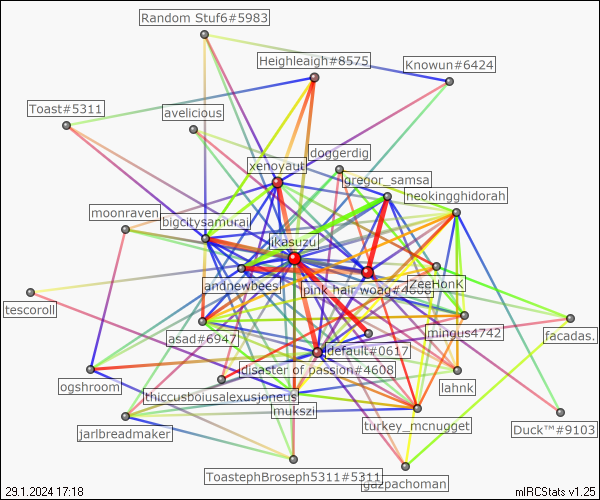 Random Stuf6#5983
Heighleaigh#8575
Knowun#6424
Toast#5311
avelicious
doggerdig
xenoyaut
gregor_samsa
neokingghidorah
moonraven
bigcitysamurai
ikasuzu
andnewbees
pink hair woag#4608
ZeeHonK
tescoroll
asad#6947
mingus4742
facadas.
default#0617
disaster of passion#4608
ogshroom
lahnk
thiccusboiusalexusjoneus
mukszi
jarlbreadmaker
turkey_mcnugget
Duck™#9103
ToastephBroseph5311#5311
gazpachoman
29.1.2024 17:18
mIRCStats v1.25